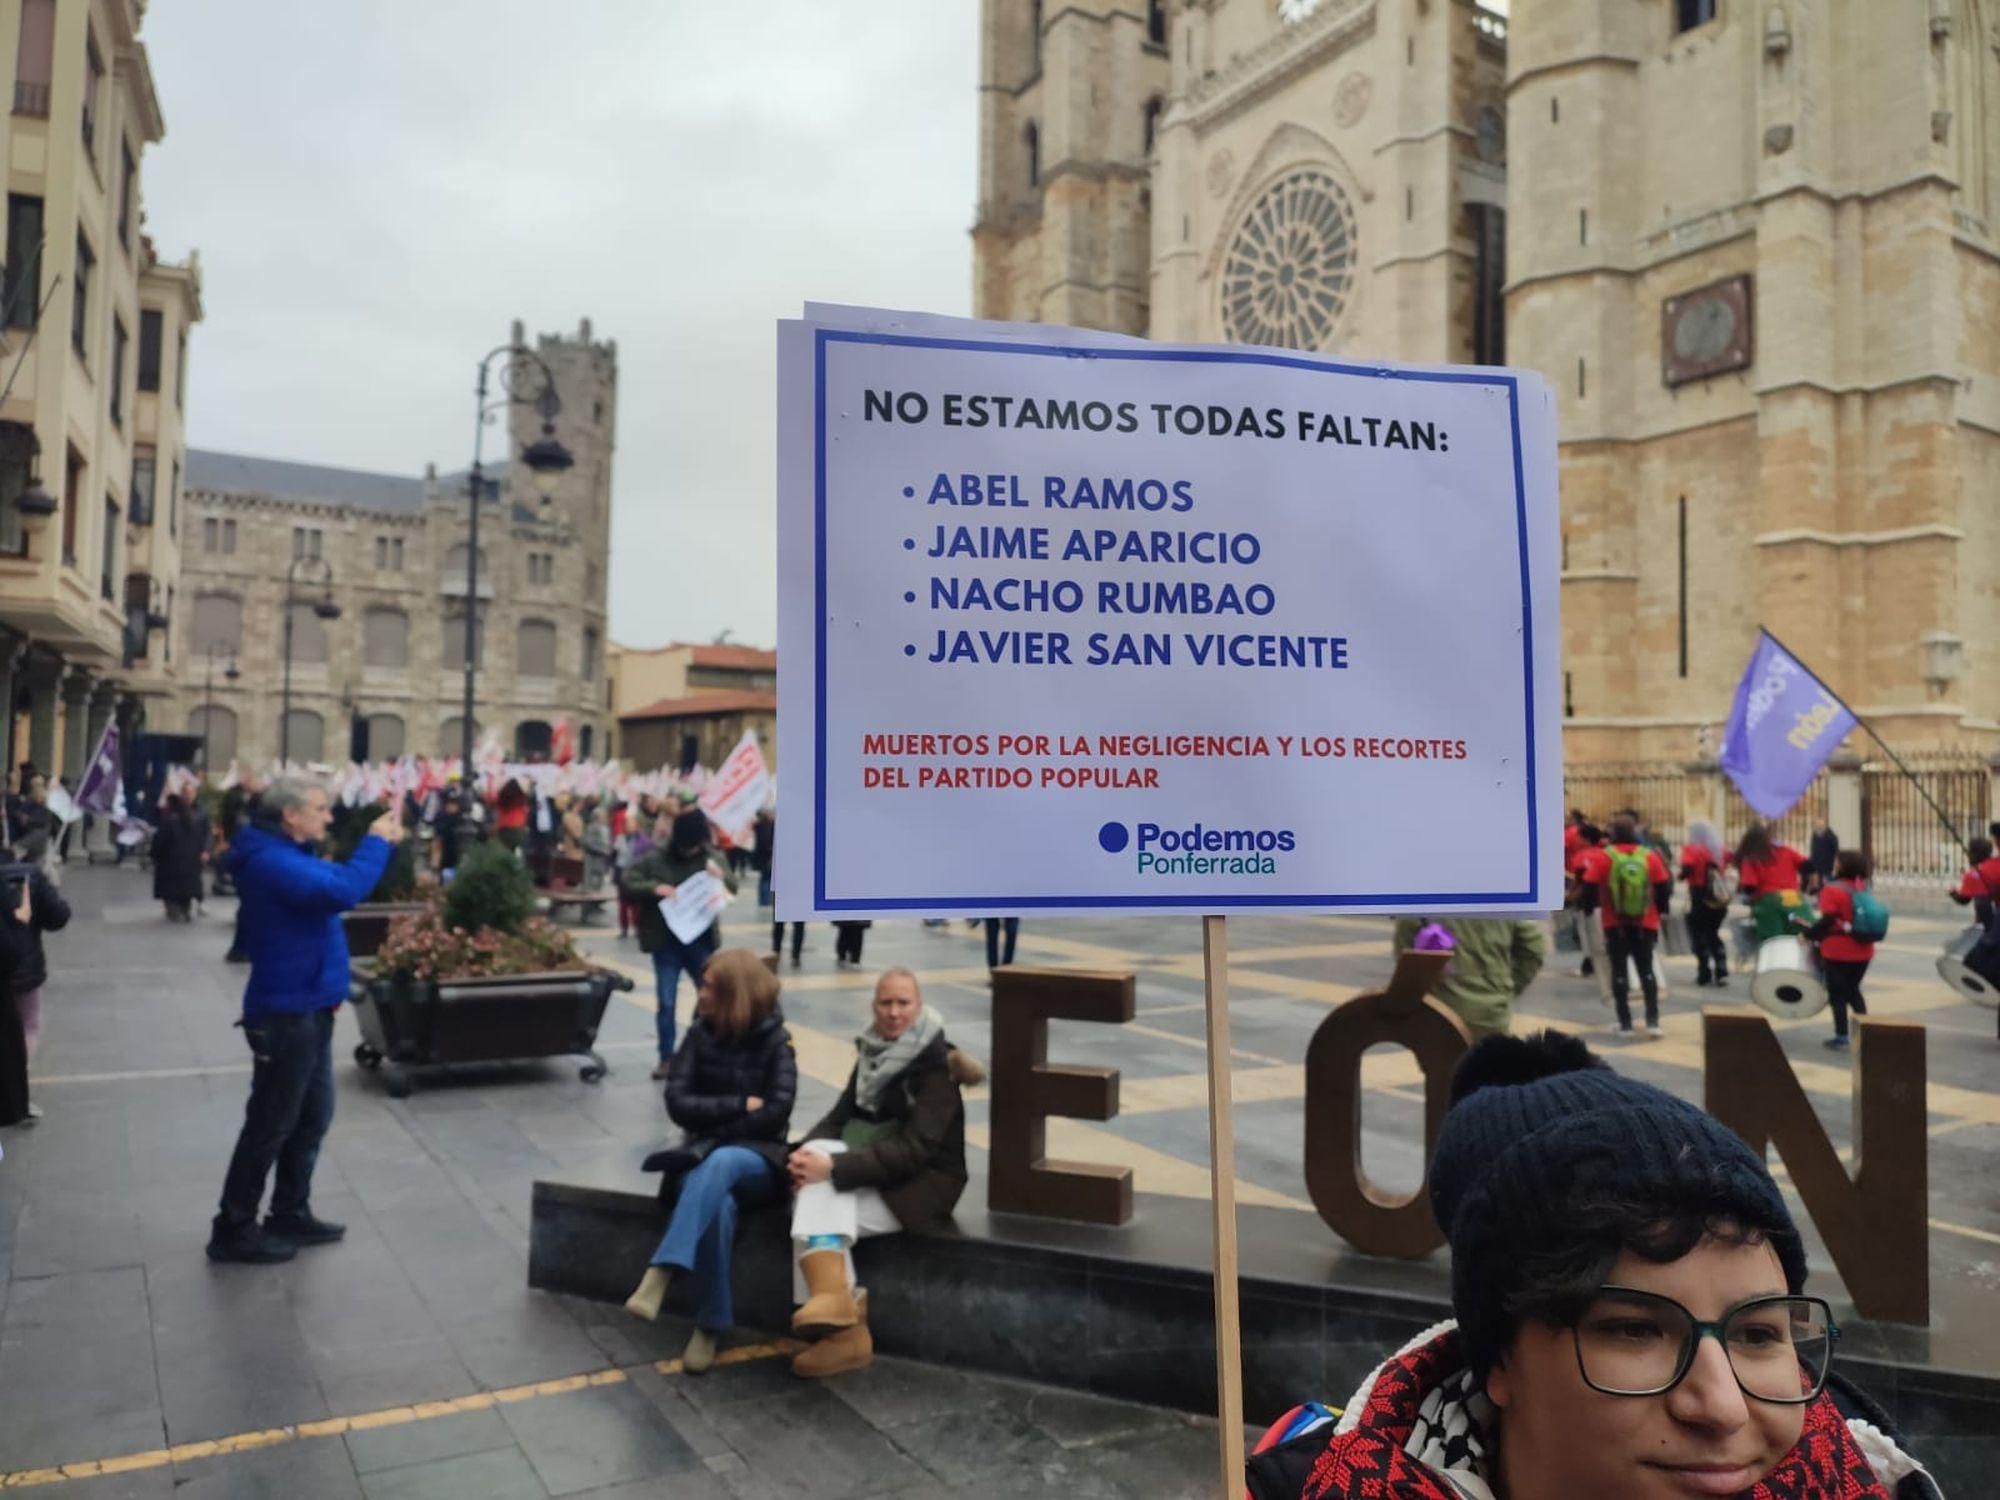 NO ESTAMOS TODAS FALTAN:
• ABEL RAMOS
• JAIME APARICIO
• NACHO RUMBAO
• JAVIER SAN VICENTE
MUERTOS POR LA NEGLIGENCIA Y LOS RECORTES
DEL PARTIDO POPULAR
Podemos
Ponferrada
EÓN
León